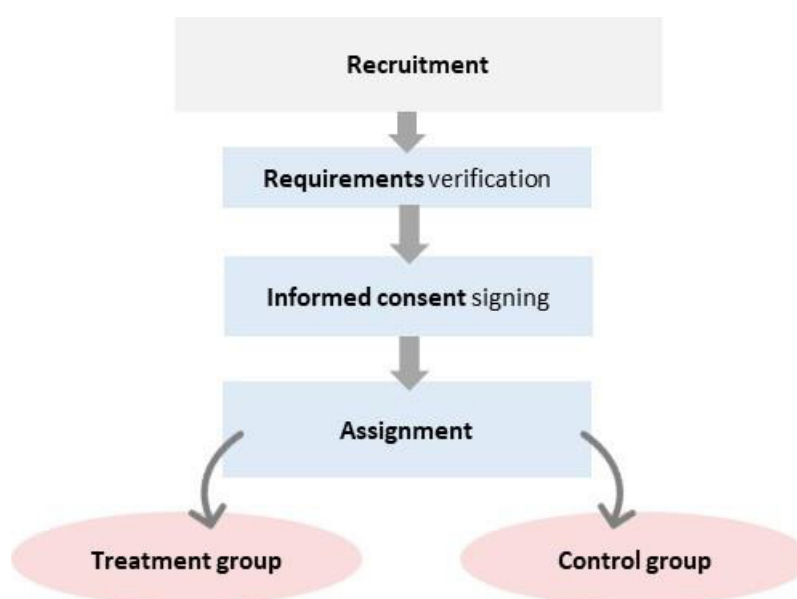 Recruitment
Requirements verification
Informed consent signing
Assignment
Treatment group
Control group